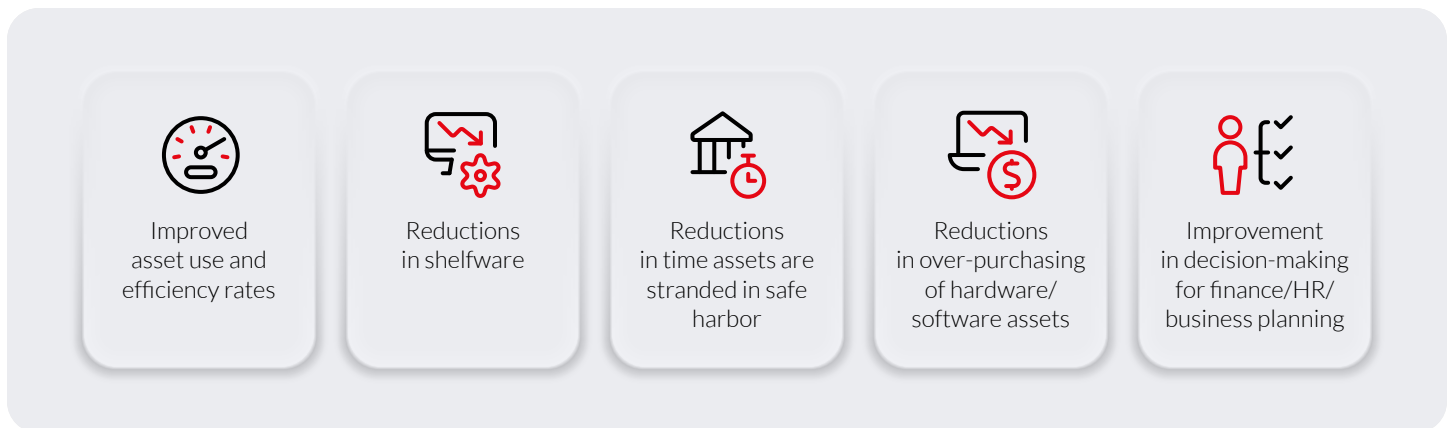 Improved
asset use and
efficiency rates
Reductions
in shelfware
Reductions
in time assets are
stranded in safe
harbor
$
Reductions
in over-purchasing
of hardware/
software assets
Improvement
in decision-making
for finance/HR/
business planning